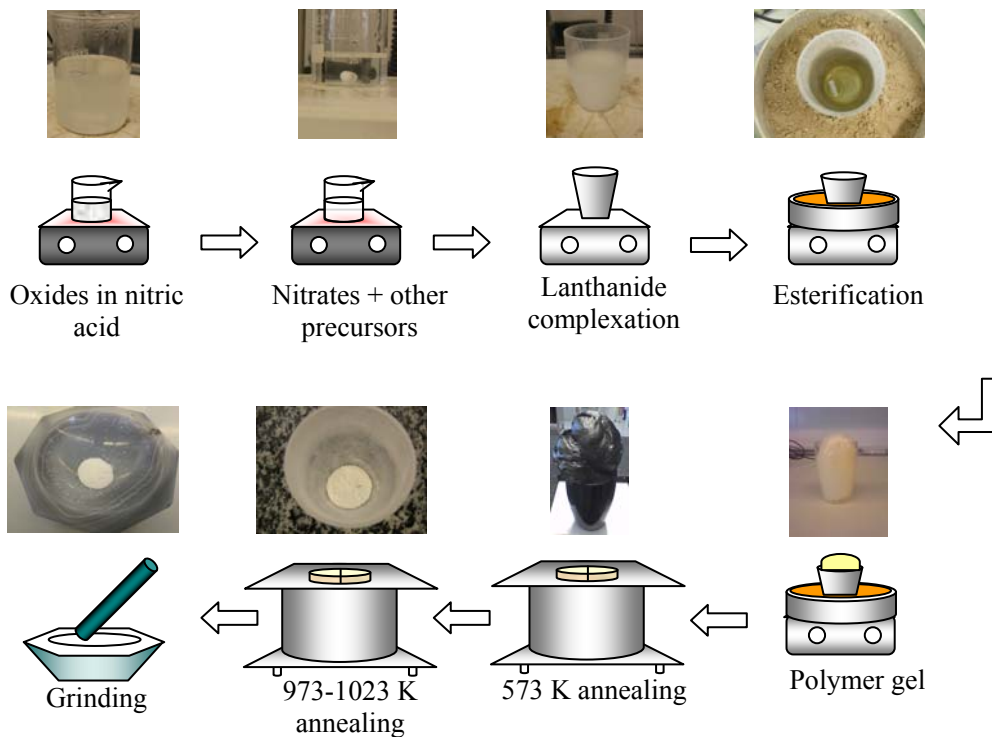 Oxides in nitric
acid
Nitrates + other
precursors
Lanthanide
complexation
Esterification
Grinding
973-1023 K
annealing
573 K annealing
Polymer gel